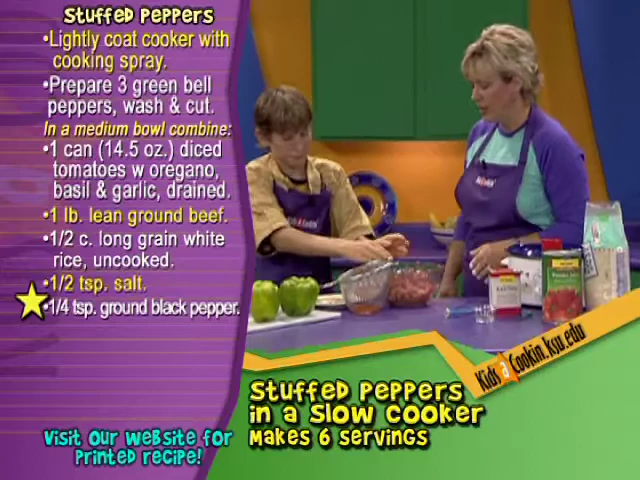 Stuffed Peppers
•Lightly coat cooker with
cooking spray.
•Prepare 3 green bell
peppers, wash & cut.
In a medium bowl combine:
•1 can (14.5 oz.) diced
tomatoes w oregano,
basil & garlic, drained.
•1 lb. lean ground beef.
•1/2 c. long grain white
rice, uncooked.
•1/2 tsp. salt.
•1/4 tsp. ground black pepper.
Visit our website for
printed recipe!
KidsaCookin.ksu.edu
Stuffed Peppers
in a Slow Cooker
Makes 6 servings